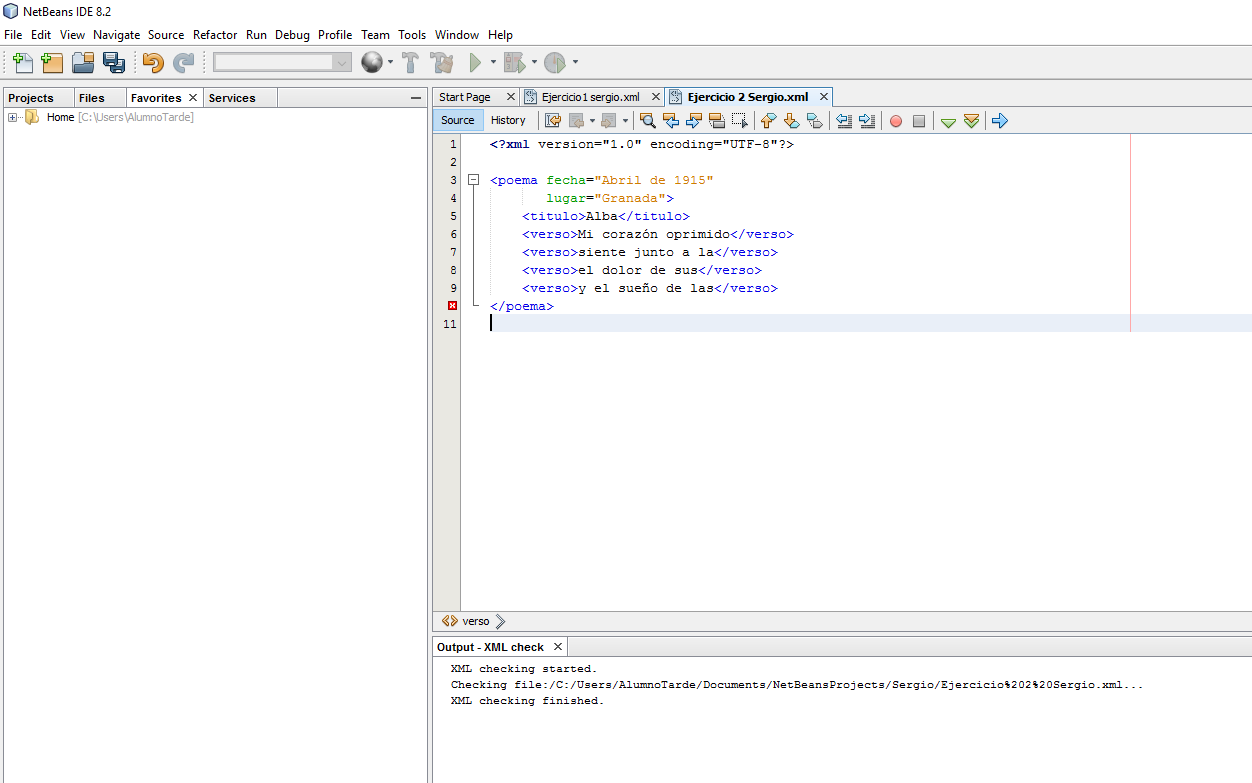 NetBeans IDE 8.2
File Edit View Navigate Source Refactor Run Debug Profile Team Tools Window Help
Projects Files Favorites Services
Home [C:\Users\AlumnoTarde]
Start Page Ejercicio1 sergio.xml Ejercicio 2 Sergio.xml
Source History
1 <?xml version="1.0" encoding="UTF-8"?>
2
3 <poema fecha="Abril de 1915"
4 lugar="Granada">
5 <titulo>Alba</titulo>
6 <verso>Mi corazón oprimido</verso>
7 <verso>siente junto a la</verso>
8 <verso>el dolor de sus</verso>
9 <verso>y el sueño de las</verso>
</poema>
11
verso
Output - XML check
XML checking started.
Checking file:/C:/Users/AlumnoTarde/Documents/NetBeansProjects/Sergio/Ejercicio%202%20Sergio.xml...
XML checking finished.